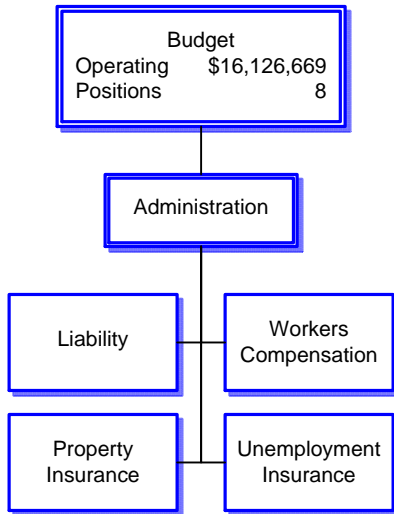 Budget
Operating $16,126,669
Positions 8
Administration
Liability
Workers
Compensation
Property
Insurance
Unemployment
Insurance